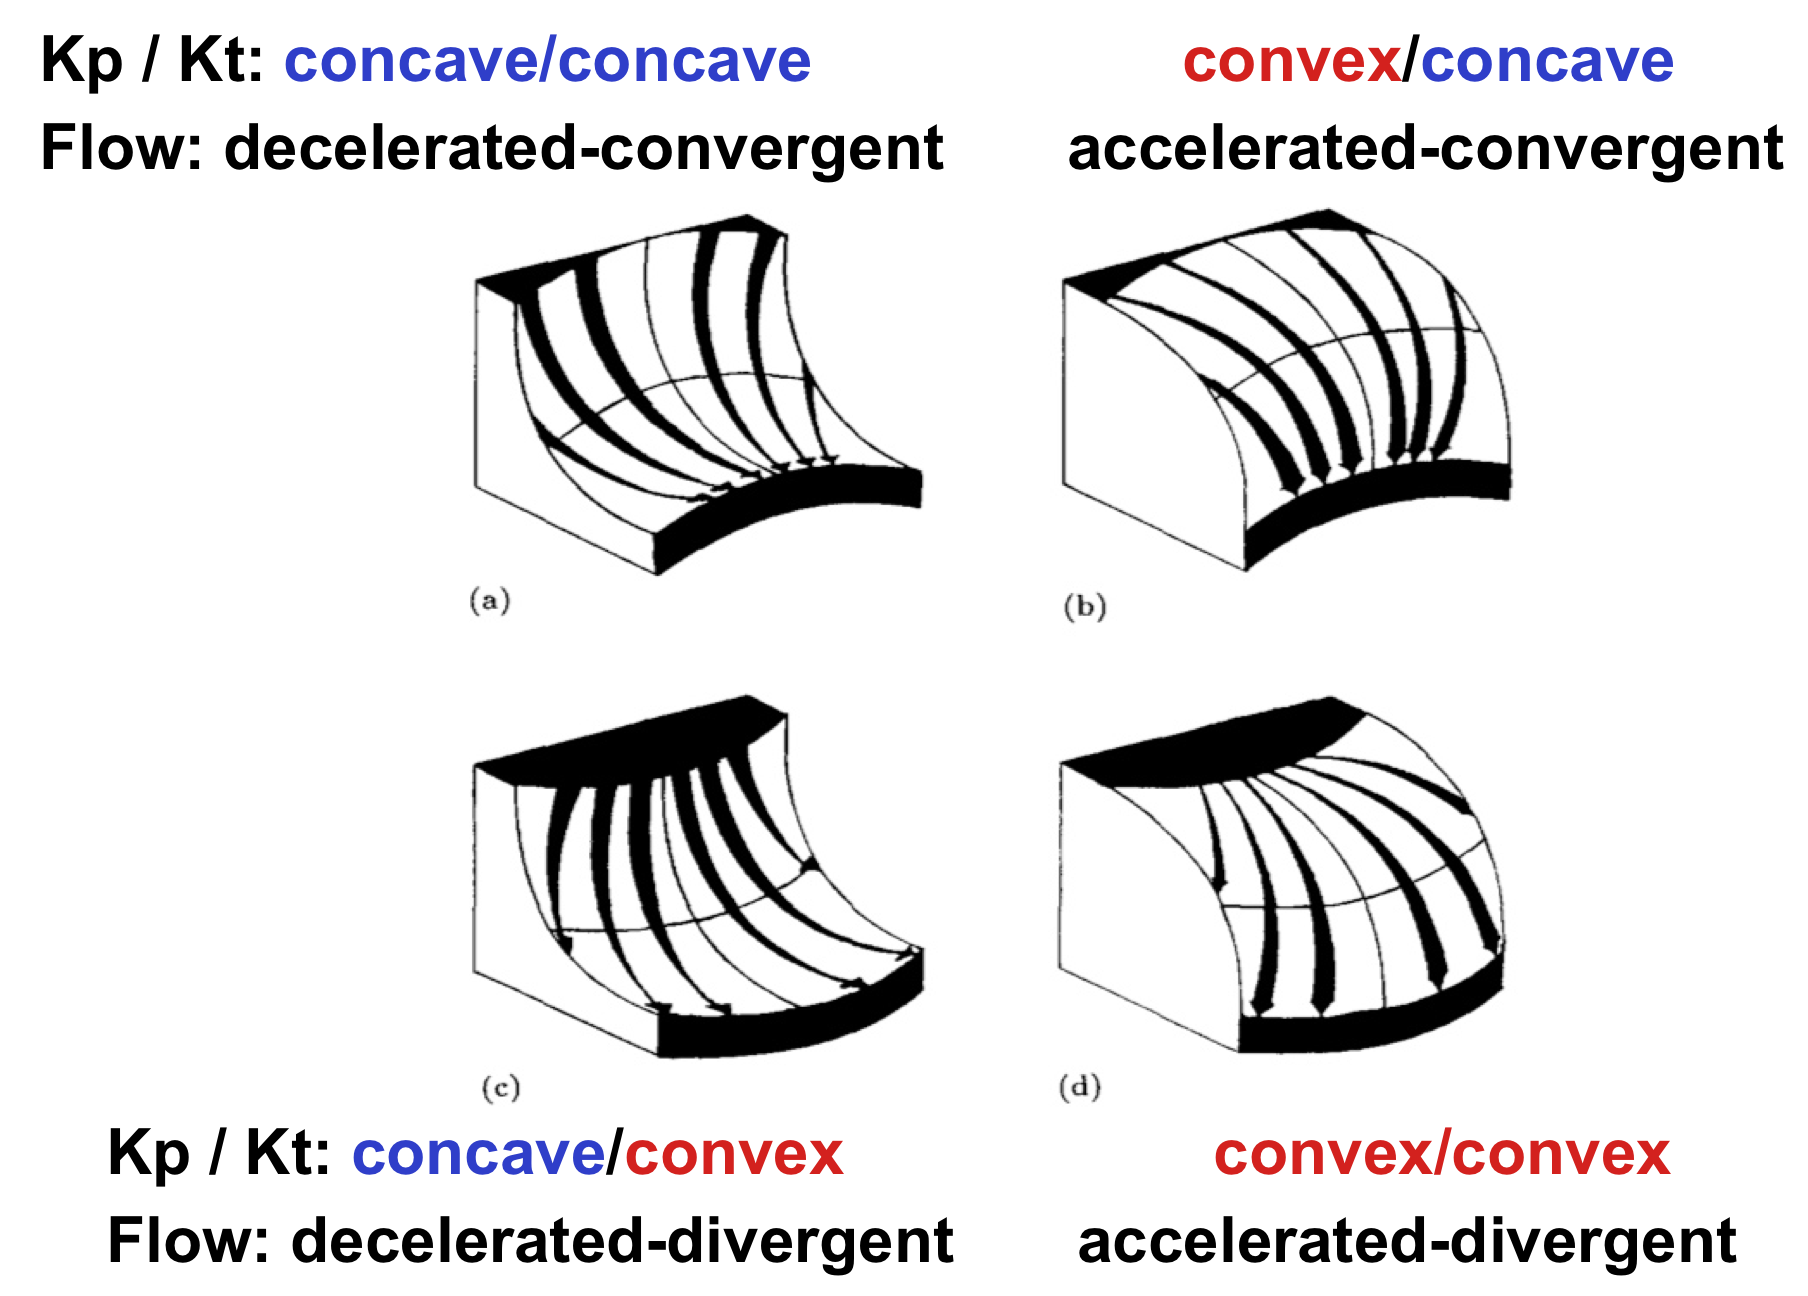 Kp / Kt: concave/concave
convex/concave
Flow: decelerated-convergent
accelerated-convergent
(a)
(b)
(c)
(d)
Kp / Kt: concave/convex
convex/convex
Flow: decelerated-divergent
accelerated-divergent